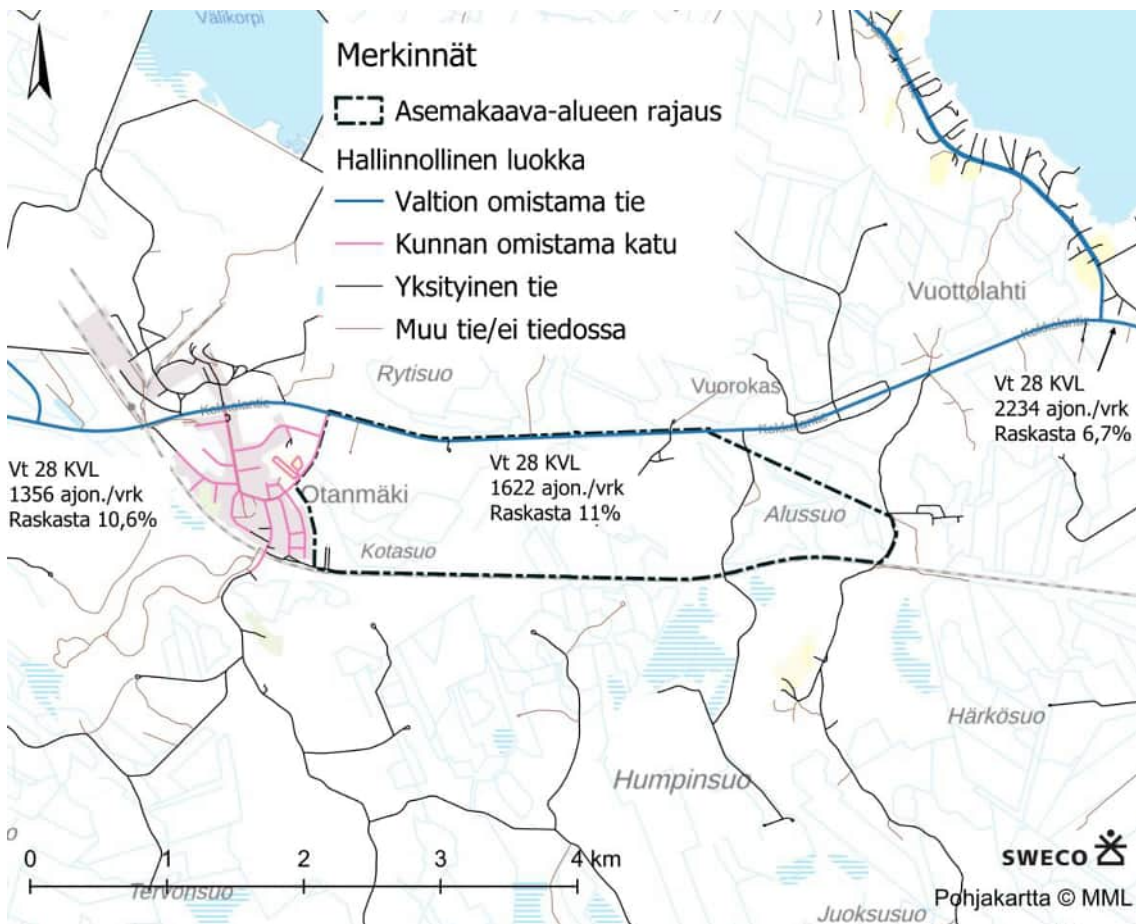 Välikorpi
Merkinnät
Asemakaava-alueen rajaus
Hallinnollinen luokka
Valtion omistama tie
Kunnan omistama katu
Yksityinen tie
Muu tie/ei tiedossa
Vuottolahti
Kokkolantie
Rytisuo
Vuorokas
Kokkolantie
Kokkolantie
Vt 28 KVL
2234 ajon./vrk
Raskasta 6,7%
Vt 28 KVL
1356 ajon./vrk
Raskasta 10,6%
Vt 28 KVL
1622 ajon./vrk
Raskasta 11%
Otanmäki
Alussuo
Kotasuo
Härkösuo
Humpinsuo
0 1 2 3 4 km
Tervonsuo
SWECO
Pohjakartta © MML
Juoksusuo